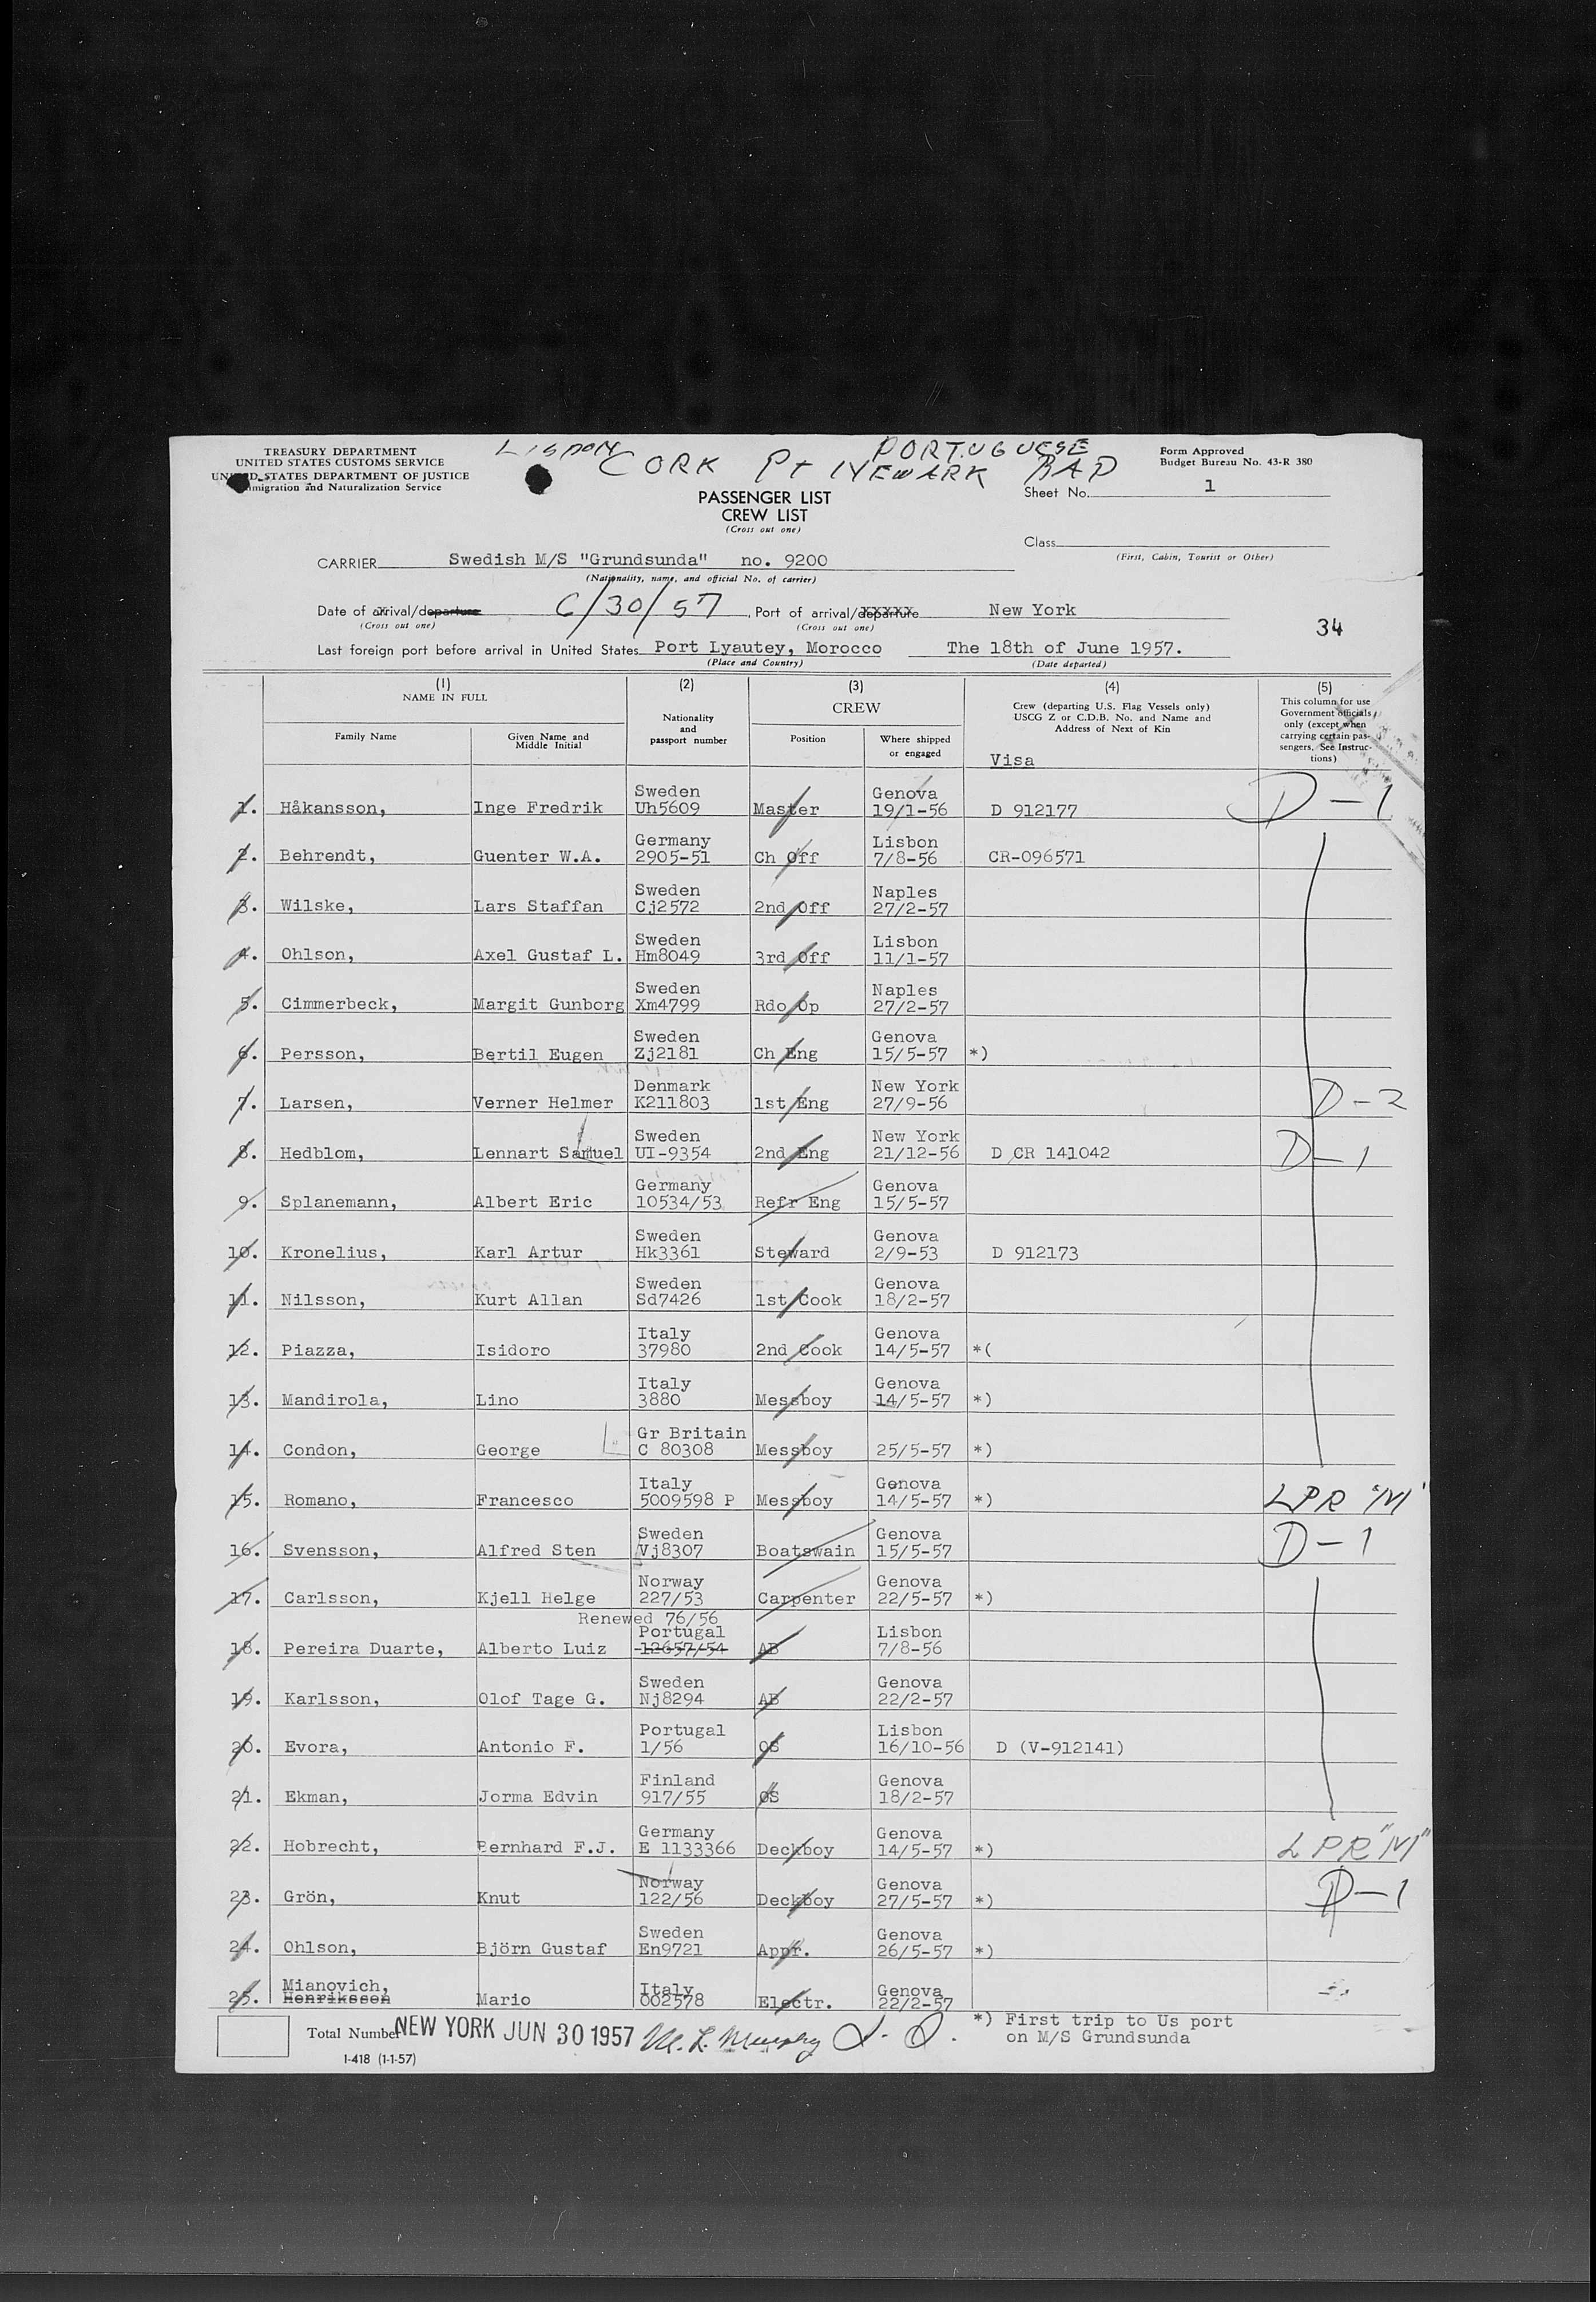 TREASURY DEPARTMENT
UNITED STATES CUSTOMS SERVICE
UNITED STATES DEPARTMENT OF JUSTICE
Immigration and Naturalization Service
LISBON
CORK Pt NEWARK
PORTUGUESE
Form Approved
Budget Bureau No. 43-R 380
PASSENGER LIST
CREW LIST
(Cross out one)
Sheet No. 1
Class
(First, Cabin, Tourist or Other)
CARRIER Swedish M/S "Grundsunda" no. 9200
(Nationality, name, and official No. of carrier)
Date of arrival/departure 6/30/57, Port of arrival/departure New York
(Cross out one) (Cross out one)
34
Last foreign port before arrival in United States Port Lyautey, Morocco The 18th of June 1957.
(Place and Country) (Date departed)
(1) NAME IN FULL
Family Name
Given Name and Middle Initial
(2) Nationality and passport number
(3) CREW
Position
Where shipped or engaged
(4) Crew (departing U.S. Flag Vessels only) USCG Z or C.D.B. No. and Name and Address of Next of Kin
Visa
(5) This column for use Government officials only (except when carrying certain passengers, See Instructions)
1. Håkansson, Inge Fredrik Sweden Uh5609 Master Genova 19/1-56 D 912177 D-1
2. Behrendt, Guenter W.A. Germany 2905-51 Ch Off Lisbon 7/8-56 CR-096571
3. Wilske, Lars Staffan Sweden Cj2572 2nd Off Naples 27/2-57
4. Ohlson, Axel Gustaf L. Sweden Hm8049 3rd Off Lisbon 11/1-57
5. Cimmerbeck, Margit Gunborg Sweden Xm4799 Rdo Op Naples 27/2-57
6. Persson, Bertil Eugen Sweden Zj2181 Ch Eng Genova 15/5-57 *)
7. Larsen, Verner Helmer Denmark K211803 1st Eng New York 27/9-56 D-2
8. Hedblom, Lennart Samuel Sweden UI-9354 2nd Eng New York 21/12-56 D CR 141042 D-1
9. Splanemann, Albert Eric Germany 10534/53 Refr Eng Genova 15/5-57
10. Kronelius, Karl Artur Sweden Hk3361 Steward Genova 2/9-53 D 912173
11. Nilsson, Kurt Allan Sweden Sd7426 1st Cook Genova 18/2-57
12. Piazza, Isidoro Italy 37980 2nd Cook Genova 14/5-57 *(
13. Mandirola, Lino Italy 3880 Messboy Genova 14/5-57 *)
14. Condon, George Gr Britain C 80308 Messboy 25/5-57 *)
15. Romano, Francesco Italy 5009598 P Messboy Genova 14/5-57 *) LPR "M"
16. Svensson, Alfred Sten Sweden Vj8307 Boatswain Genova 15/5-57 D-1
17. Carlsson, Kjell Helge Norway 227/53 Carpenter Genova 22/5-57 *)
Renewed 76/56
18. Pereira Duarte, Alberto Luiz Portugal 12657/54 AB Lisbon 7/8-56
19. Karlsson, Olof Tage G. Sweden Nj8294 AB Genova 22/2-57
20. Evora, Antonio F. Portugal 1/56 OS Lisbon 16/10-56 D (V-912141)
21. Ekman, Jorma Edvin Finland 917/55 OS Genova 18/2-57
22. Hobrecht, Bernhard F.J. Germany E 1133366 Deckboy Genova 14/5-57 *) LPR "M"
23. Grön, Knut Norway 122/56 Deckboy Genova 27/5-57 *) D-1
24. Ohlson, Björn Gustaf Sweden En9721 Appr. Genova 26/5-57 *)
25. Mianovich, Henriksson Mario Italy 002578 Electr. Genova 22/2-57
Total Number NEW YORK JUN 30 1957 M. L. Murphy
*) First trip to Us port
on M/S Grundsunda
I-418 (1-1-57)